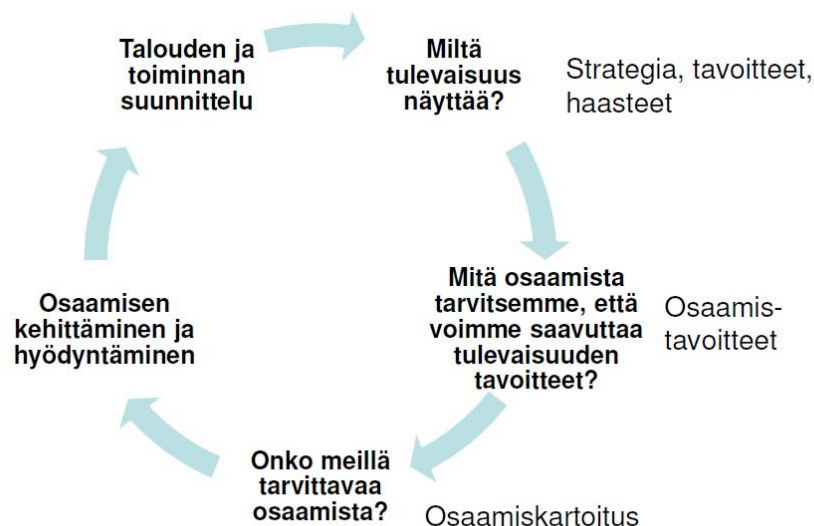 Talouden ja
toiminnan
suunnittelu
Miltä
tulevaisuus
näyttää?
Strategia, tavoitteet,
haasteet
Mitä osaamista
tarvitsemme, että
voimme saavuttaa
tulevaisuuden
tavoitteet?
Osaamis-
tavoitteet
Onko meillä
tarvittavaa
osaamista?
Osaamiskartoitus
Osaamisen
kehittäminen ja
hyödyntäminen